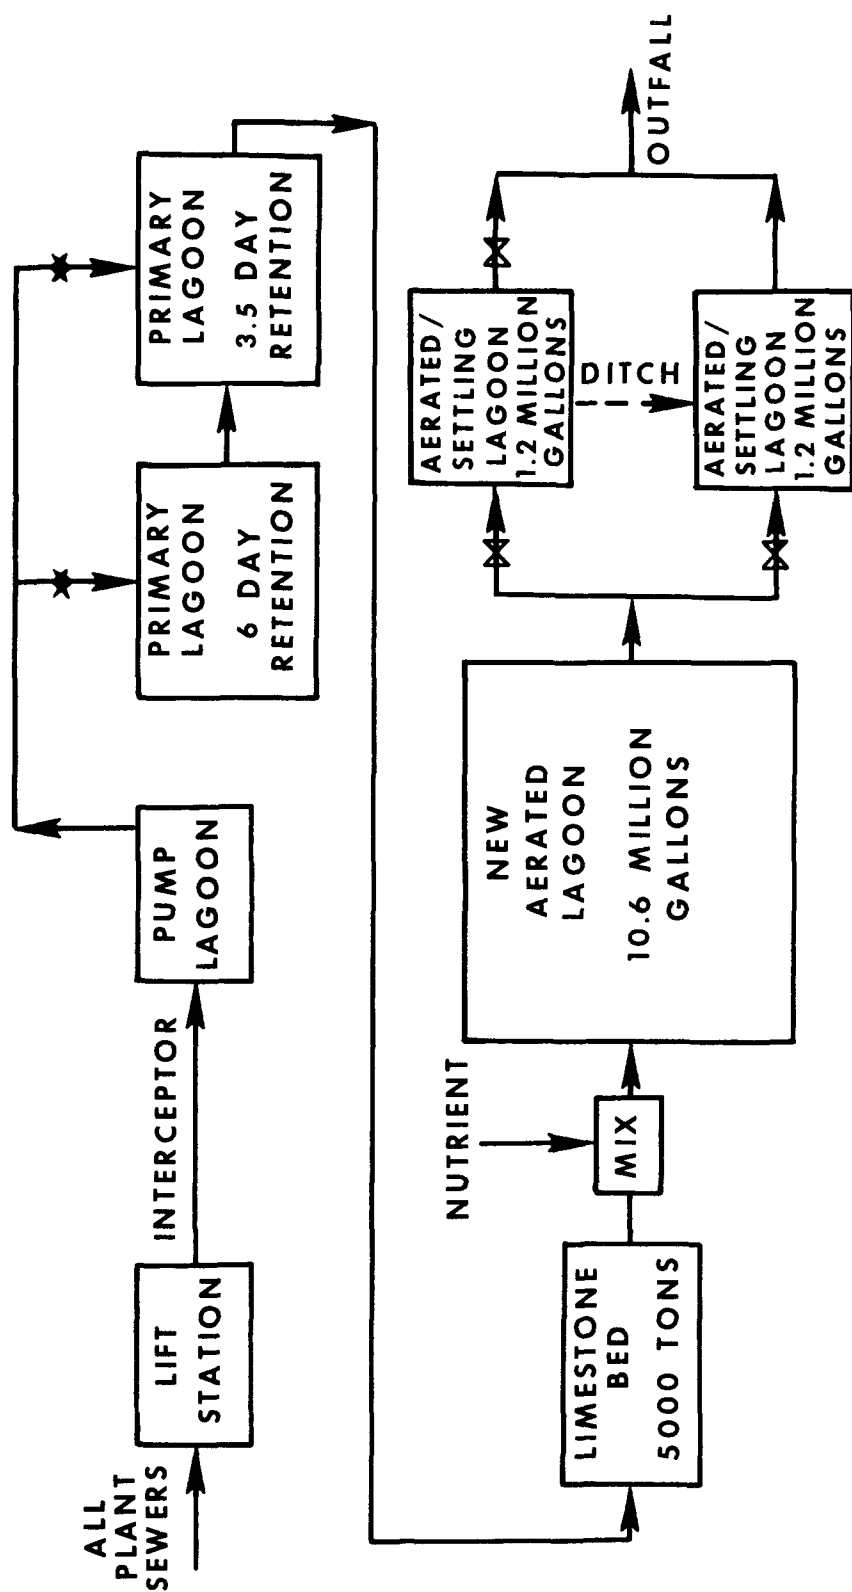 ALL
PLANT
SEWERS
LIFT
STATION
INTERCEPTOR
PUMP
LAGOON
PRIMARY
LAGOON
6 DAY
RETENTION
PRIMARY
LAGOON
3.5 DAY
RETENTION
LIMESTONE
BED
5000 TONS
NUTRIENT
MIX
NEW
AERATED
LAGOON
10.6 MILLION
GALLONS
AERATED/
SETTLING
LAGOON
1.2 MILLION
GALLONS
DITCH
AERATED/
SETTLING
LAGOON
1.2 MILLION
GALLONS
OUTFALL